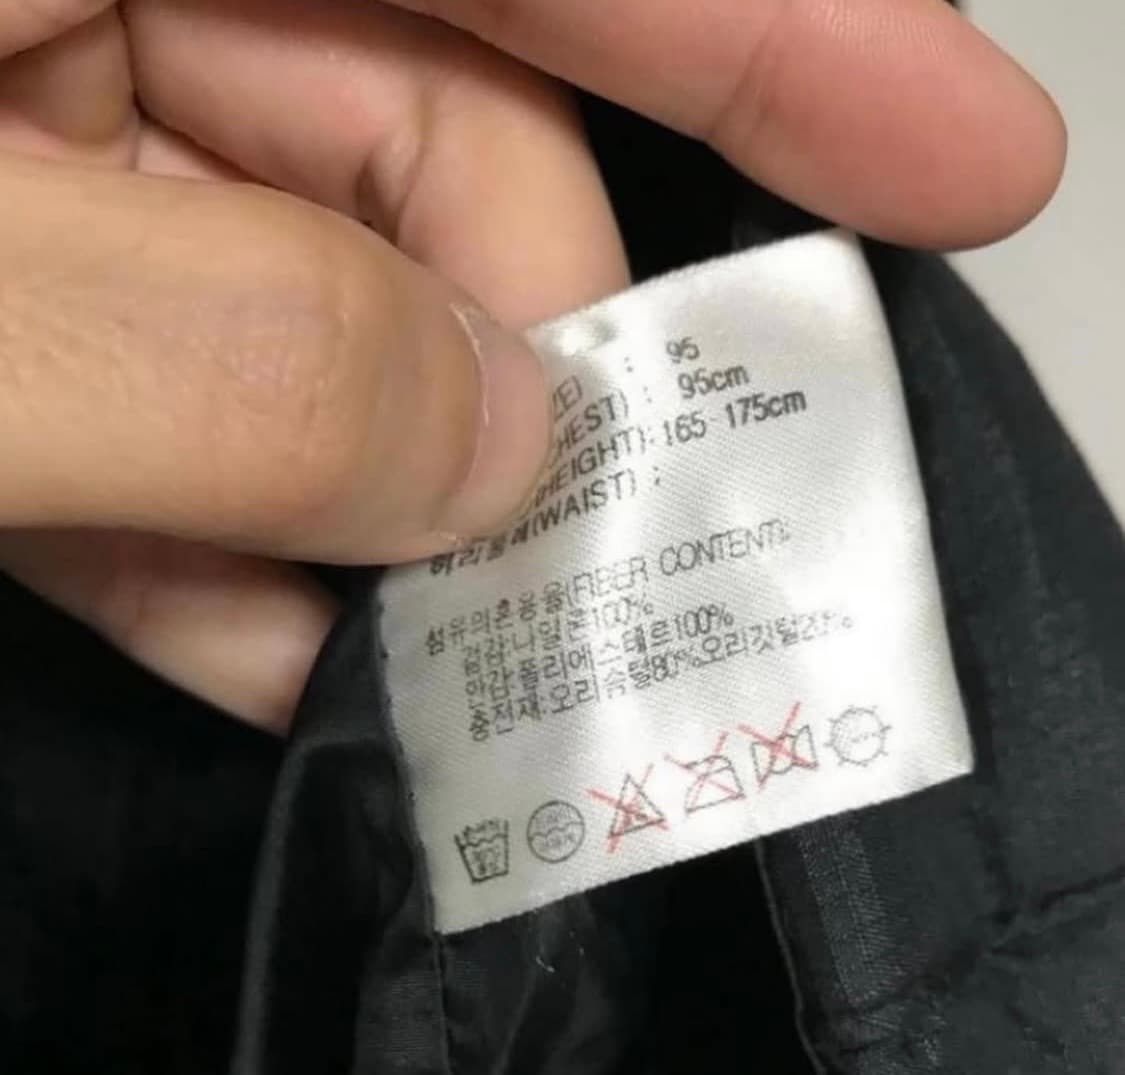 ZE) : 95
HEST) : 95cm
HEIGHT): 165-175cm
허리둘레(WAIST) :
섬유의혼용율(FIBER CONTENT):
겉감:나일론100%
안감:폴리에스테르100%
충전재:오리솜털80%오리깃털20%